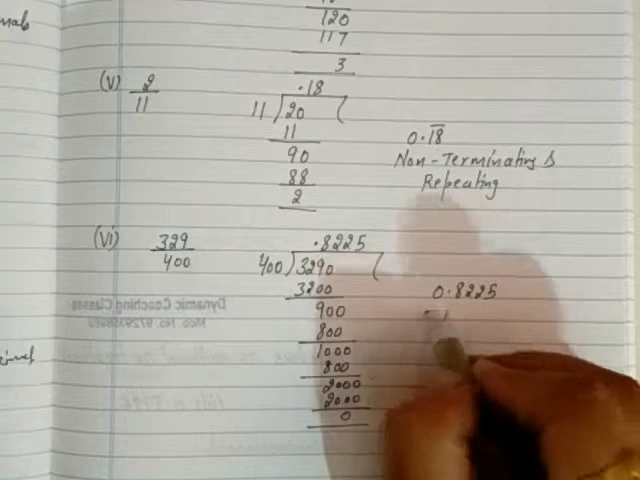 120
117
3
(V) 2/11
.18
11 ) 20 (
11
90
88
2
0.1̅8̅
Non-Terminating &
Repeating
(Vi) 329/400
.8225
400 ) 3290 (
3200
900
800
1000
800
2000
2000
0
0.8225
Dynamic Coaching Classes